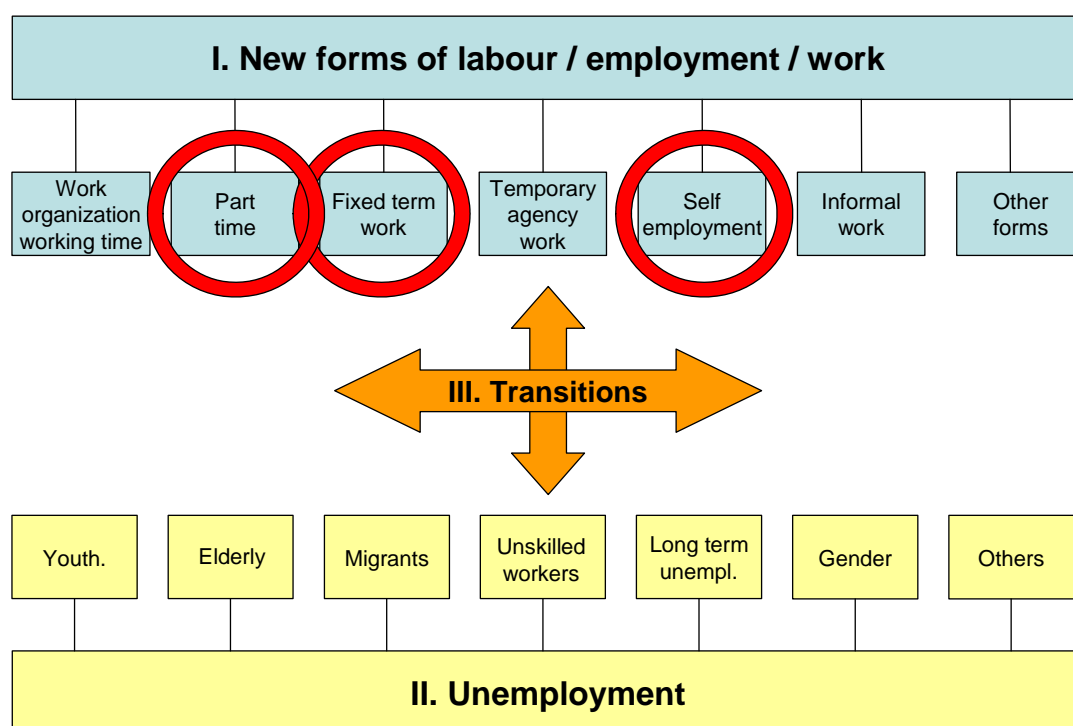 I. New forms of labour / employment / work
Work
organization
working time
Part
time
Fixed term
work
Temporary
agency
work
Self
employment
Informal
work
Other
forms
III. Transitions
Youth.
Elderly
Migrants
Unskilled
workers
Long term
unempl.
Gender
Others
II. Unemployment